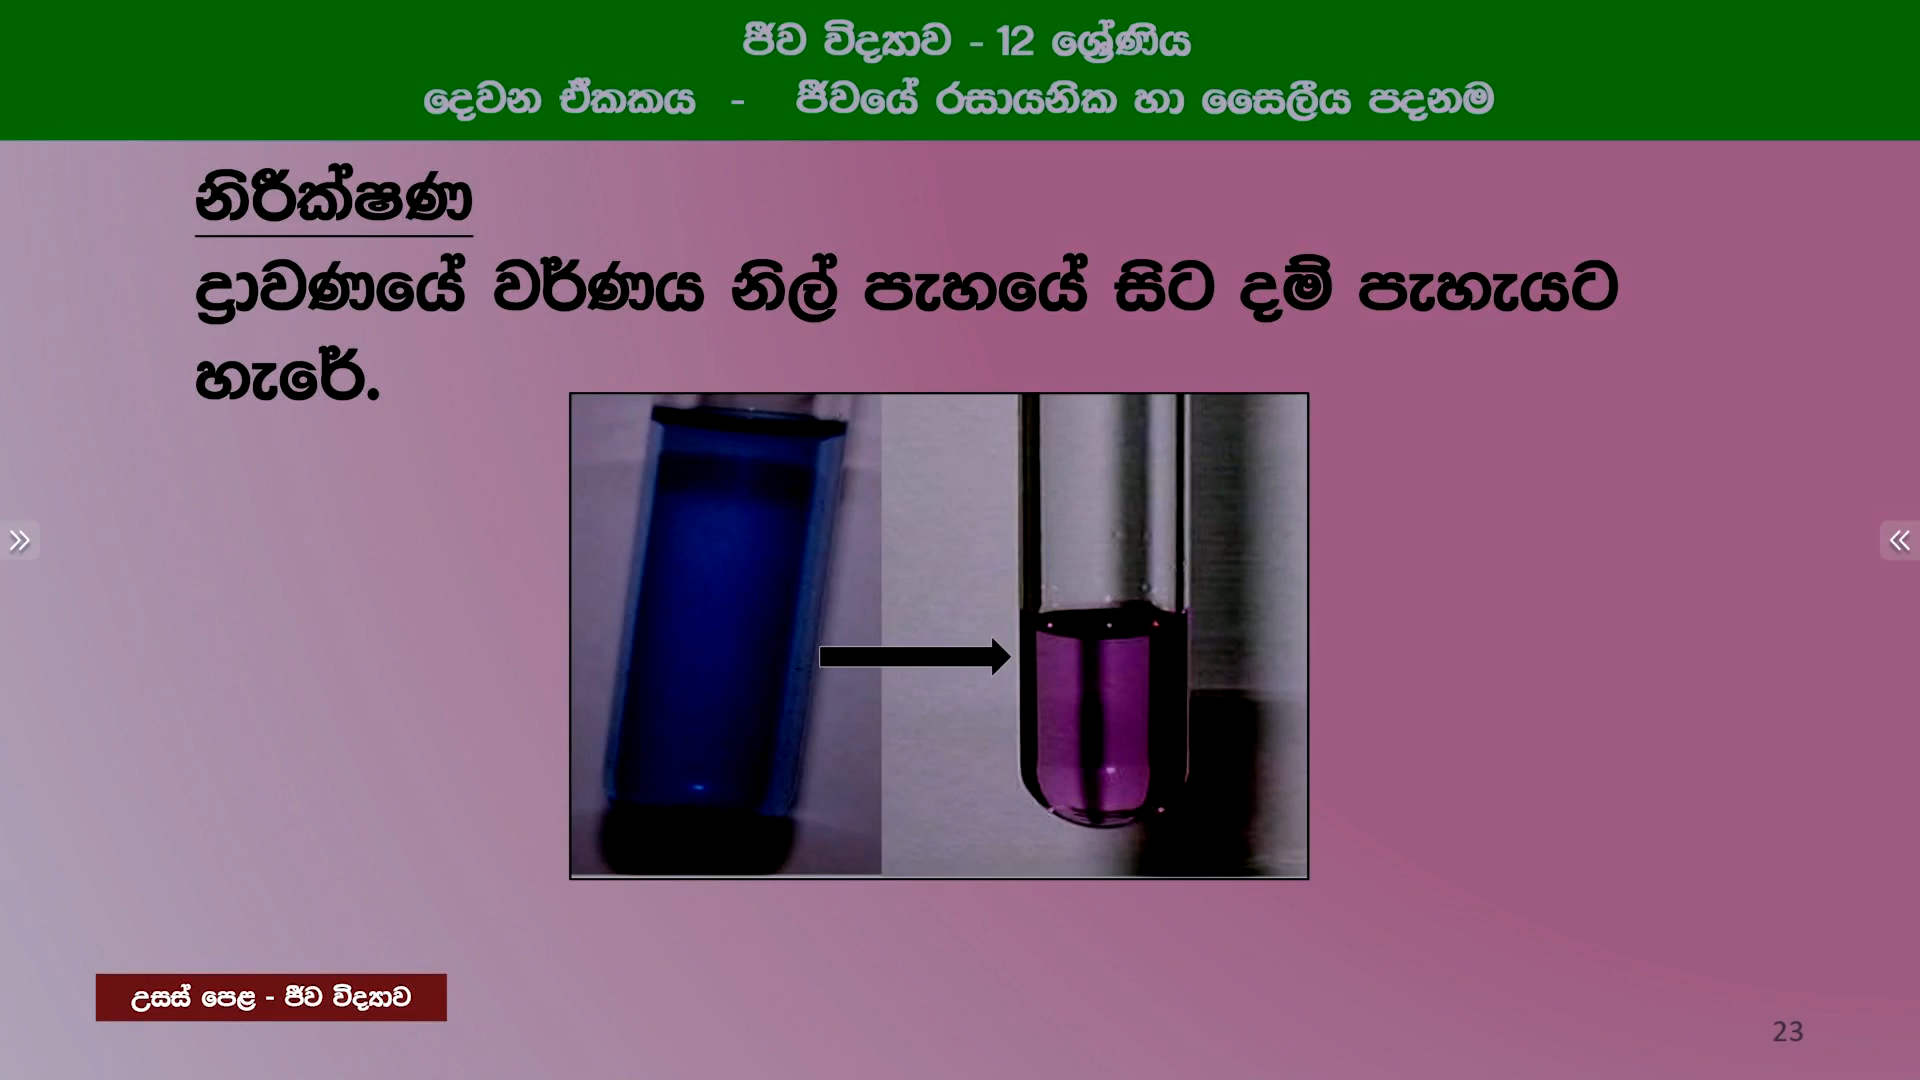 ජීව විද්‍යාව - 12 ශ්‍රේණිය
දෙවන ඒකකය - ජීවයේ රසායනික හා සෛලීය පදනම
නිරීක්ෂණ
ද්‍රාවණයේ වර්ණය නිල් පැහයේ සිට දම් පැහැයට
හැරේ.
උසස් පෙළ - ජීව විද්‍යාව
23